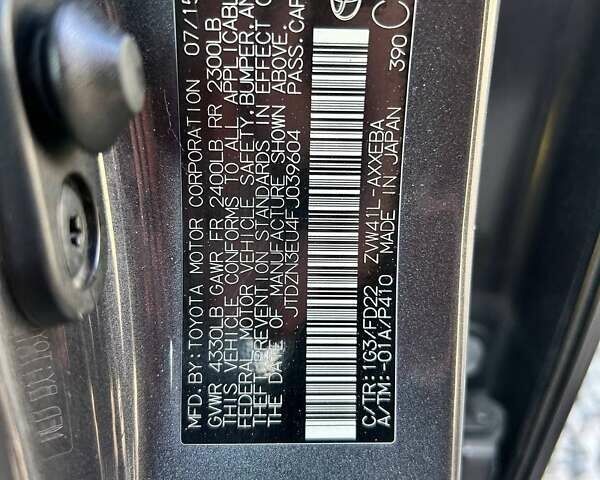 MFD. BY: TOYOTA MOTOR CORPORATION 07/15
GVWR 4330LB GAWR FR 2400LB RR 2300LB
THIS VEHICLE CONFORMS TO ALL APPLICABLE
FEDERAL MOTOR VEHICLE SAFETY, BUMPER, AN
THEFT PREVENTION STANDARDS IN EFFECT O
THE DATE OF MANUFACTURE SHOWN ABOVE.
JTDZN3EU4FJ039604 PASS. CAR
C/TR: 1G3/FD22 ZVW41L-AXXEBA
A/TM: -01A/P410 MADE IN JAPAN 390 C